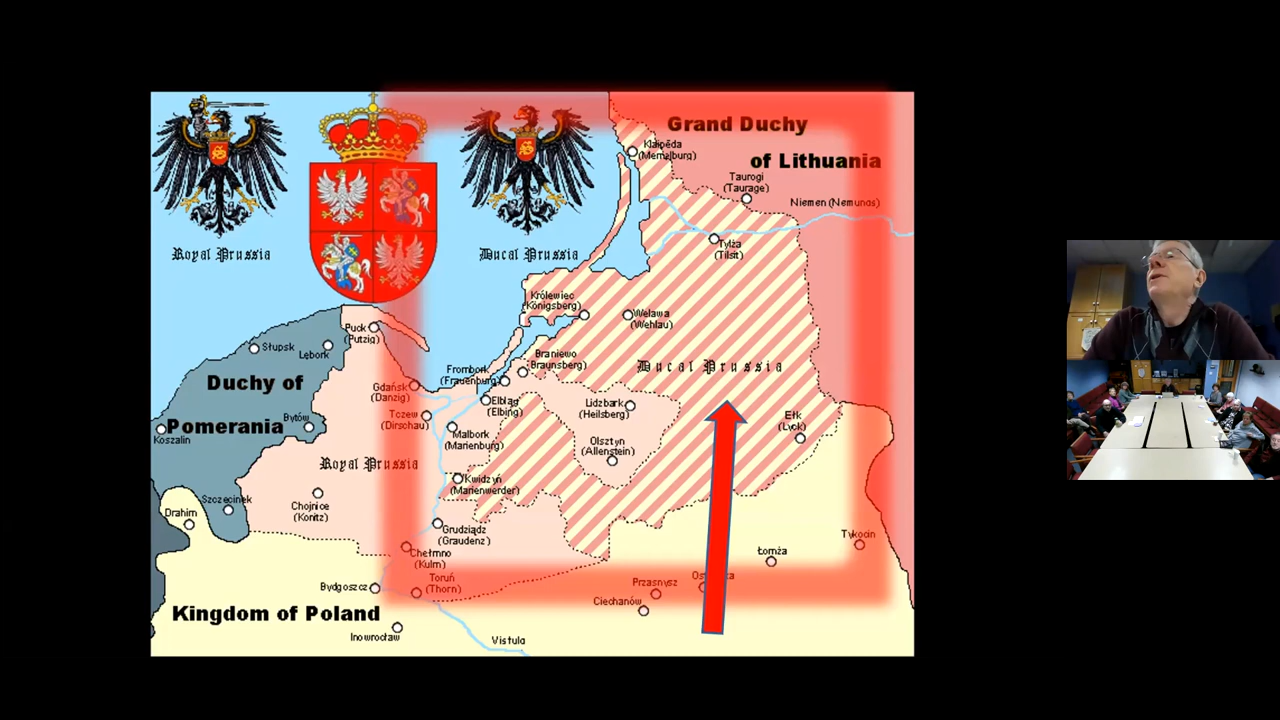 Grand Duchy
of Lithuania
Klaipėda
(Memelburg)
Taurogi
(Taurage)
Niemen (Nemunas)
Tylża
(Tilsit)
Royal Prussia
Ducal Prussia
Królewiec
(Königsberg)
Welawa
(Wehlau)
Puck
(Putzig)
Słupsk
Lębork
Braniewo
Braunsberg)
Ducal Prussia
Frombork
(Frauenburg)
Duchy of
Pomerania
Gdańsk
(Danzig)
Elbląg
(Elbing)
Lidzbark
(Heilsberg)
Tczew
(Dirschau)
Bytów
Ełk
(Lyck)
Koszalin
Malbork
(Marienburg)
Olsztyn
(Allenstein)
Royal Prussia
Kwidzyń
(Marienwerder)
Szczecinek
Chojnice
(Konitz)
Drahim
Grudziądz
(Graudenz)
Tykocin
Chełmno
(Kulm)
Łomża
Toruń
(Thorn)
Bydgoszcz
Przasnysz
Ciechanów
Kingdom of Poland
Inowrocław
Vistula